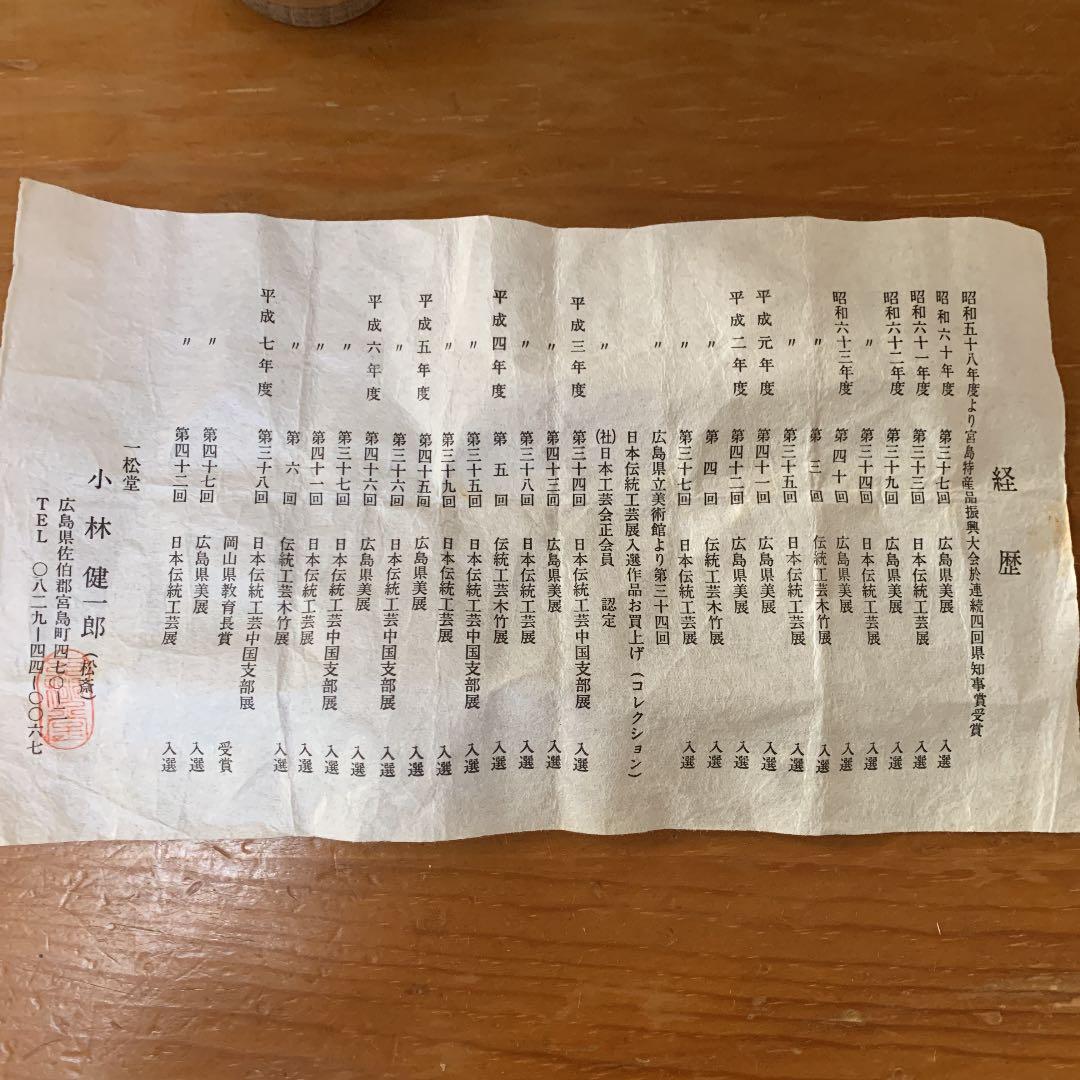 経歴
昭和五十八年度より宮島特産品振興大会於連続四回県知事賞受賞
昭和六十年度 第三十七回 広島県美展 入選
昭和六十一年度 第三十三回 日本伝統工芸展 入選
昭和六十二年度 第三十九回 広島県美展 入選
〃 第三十四回 日本伝統工芸展 入選
昭和六十三年度 第四十回 広島県美展 入選
〃 第三回 伝統工芸木竹展 入選
〃 第三十五回 日本伝統工芸展 入選
平成元年度 第四十一回 広島県美展 入選
平成二年度 第四十二回 広島県美展 入選
〃 第四回 伝統工芸木竹展 入選
〃 第三十七回 日本伝統工芸展 入選
〃 広島県立美術館より第三十四回
日本伝統工芸展入選作品お買上げ（コレクション）
〃 (社)日本工芸会正会員 認定
平成三年度 第三十四回 日本伝統工芸中国支部展 入選
〃 第四十三回 広島県美展 入選
〃 第三十八回 日本伝統工芸展 入選
平成四年度 第五回 伝統工芸木竹展 入選
〃 第三十五回 日本伝統工芸中国支部展 入選
〃 第三十九回 日本伝統工芸展 入選
平成五年度 第四十五回 広島県美展 入選
〃 第三十六回 日本伝統工芸中国支部展 入選
平成六年度 第四十六回 広島県美展 入選
〃 第三十七回 日本伝統工芸中国支部展 入選
〃 第四十一回 日本伝統工芸展 入選
〃 第六回 伝統工芸木竹展 入選
平成七年度 第三十八回 日本伝統工芸中国支部展
岡山県教育長賞 受賞
〃 第四十七回 広島県美展 入選
〃 第四十二回 日本伝統工芸展 入選
一松堂
小林健一郎（松斎）
広島県佐伯郡宮島町四七〇ー
TEL 〇八二九ー四四ー〇〇六七